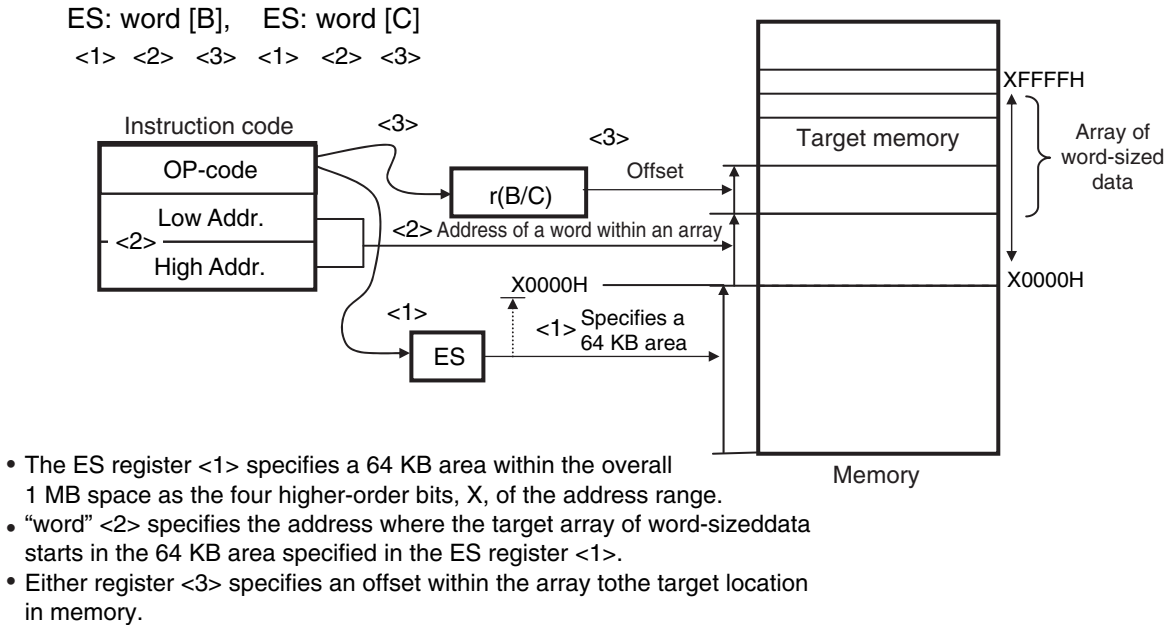 ES: word [B], ES: word [C]
<1> <2> <3> <1> <2> <3>
Instruction code
OP-code
Low Addr.
<2>
High Addr.
<3>
r(B/C)
<3>
Offset
<2> Address of a word within an array
X0000H
<1>
ES
<1> Specifies a
64 KB area
Target memory
XFFFFH
Array of
word-sized
data
X0000H
Memory
• The ES register <1> specifies a 64 KB area within the overall
1 MB space as the four higher-order bits, X, of the address range.
• “word” <2> specifies the address where the target array of word-sizeddata
starts in the 64 KB area specified in the ES register <1>.
• Either register <3> specifies an offset within the array tothe target location
in memory.